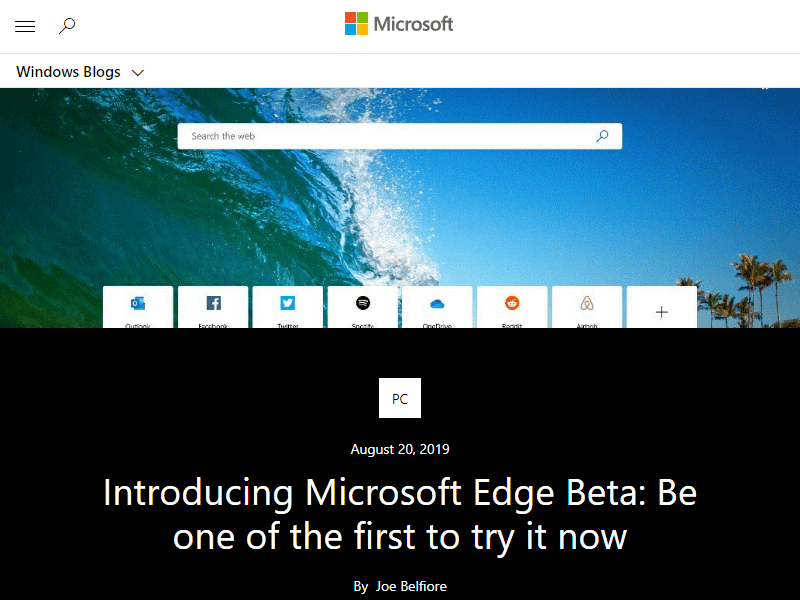 Microsoft
Windows Blogs
Search the web
Outlook Facebook Twitter Spotify OneDrive Reddit Airbnb
PC
August 20, 2019
Introducing Microsoft Edge Beta: Be
one of the first to try it now
By Joe Belfiore